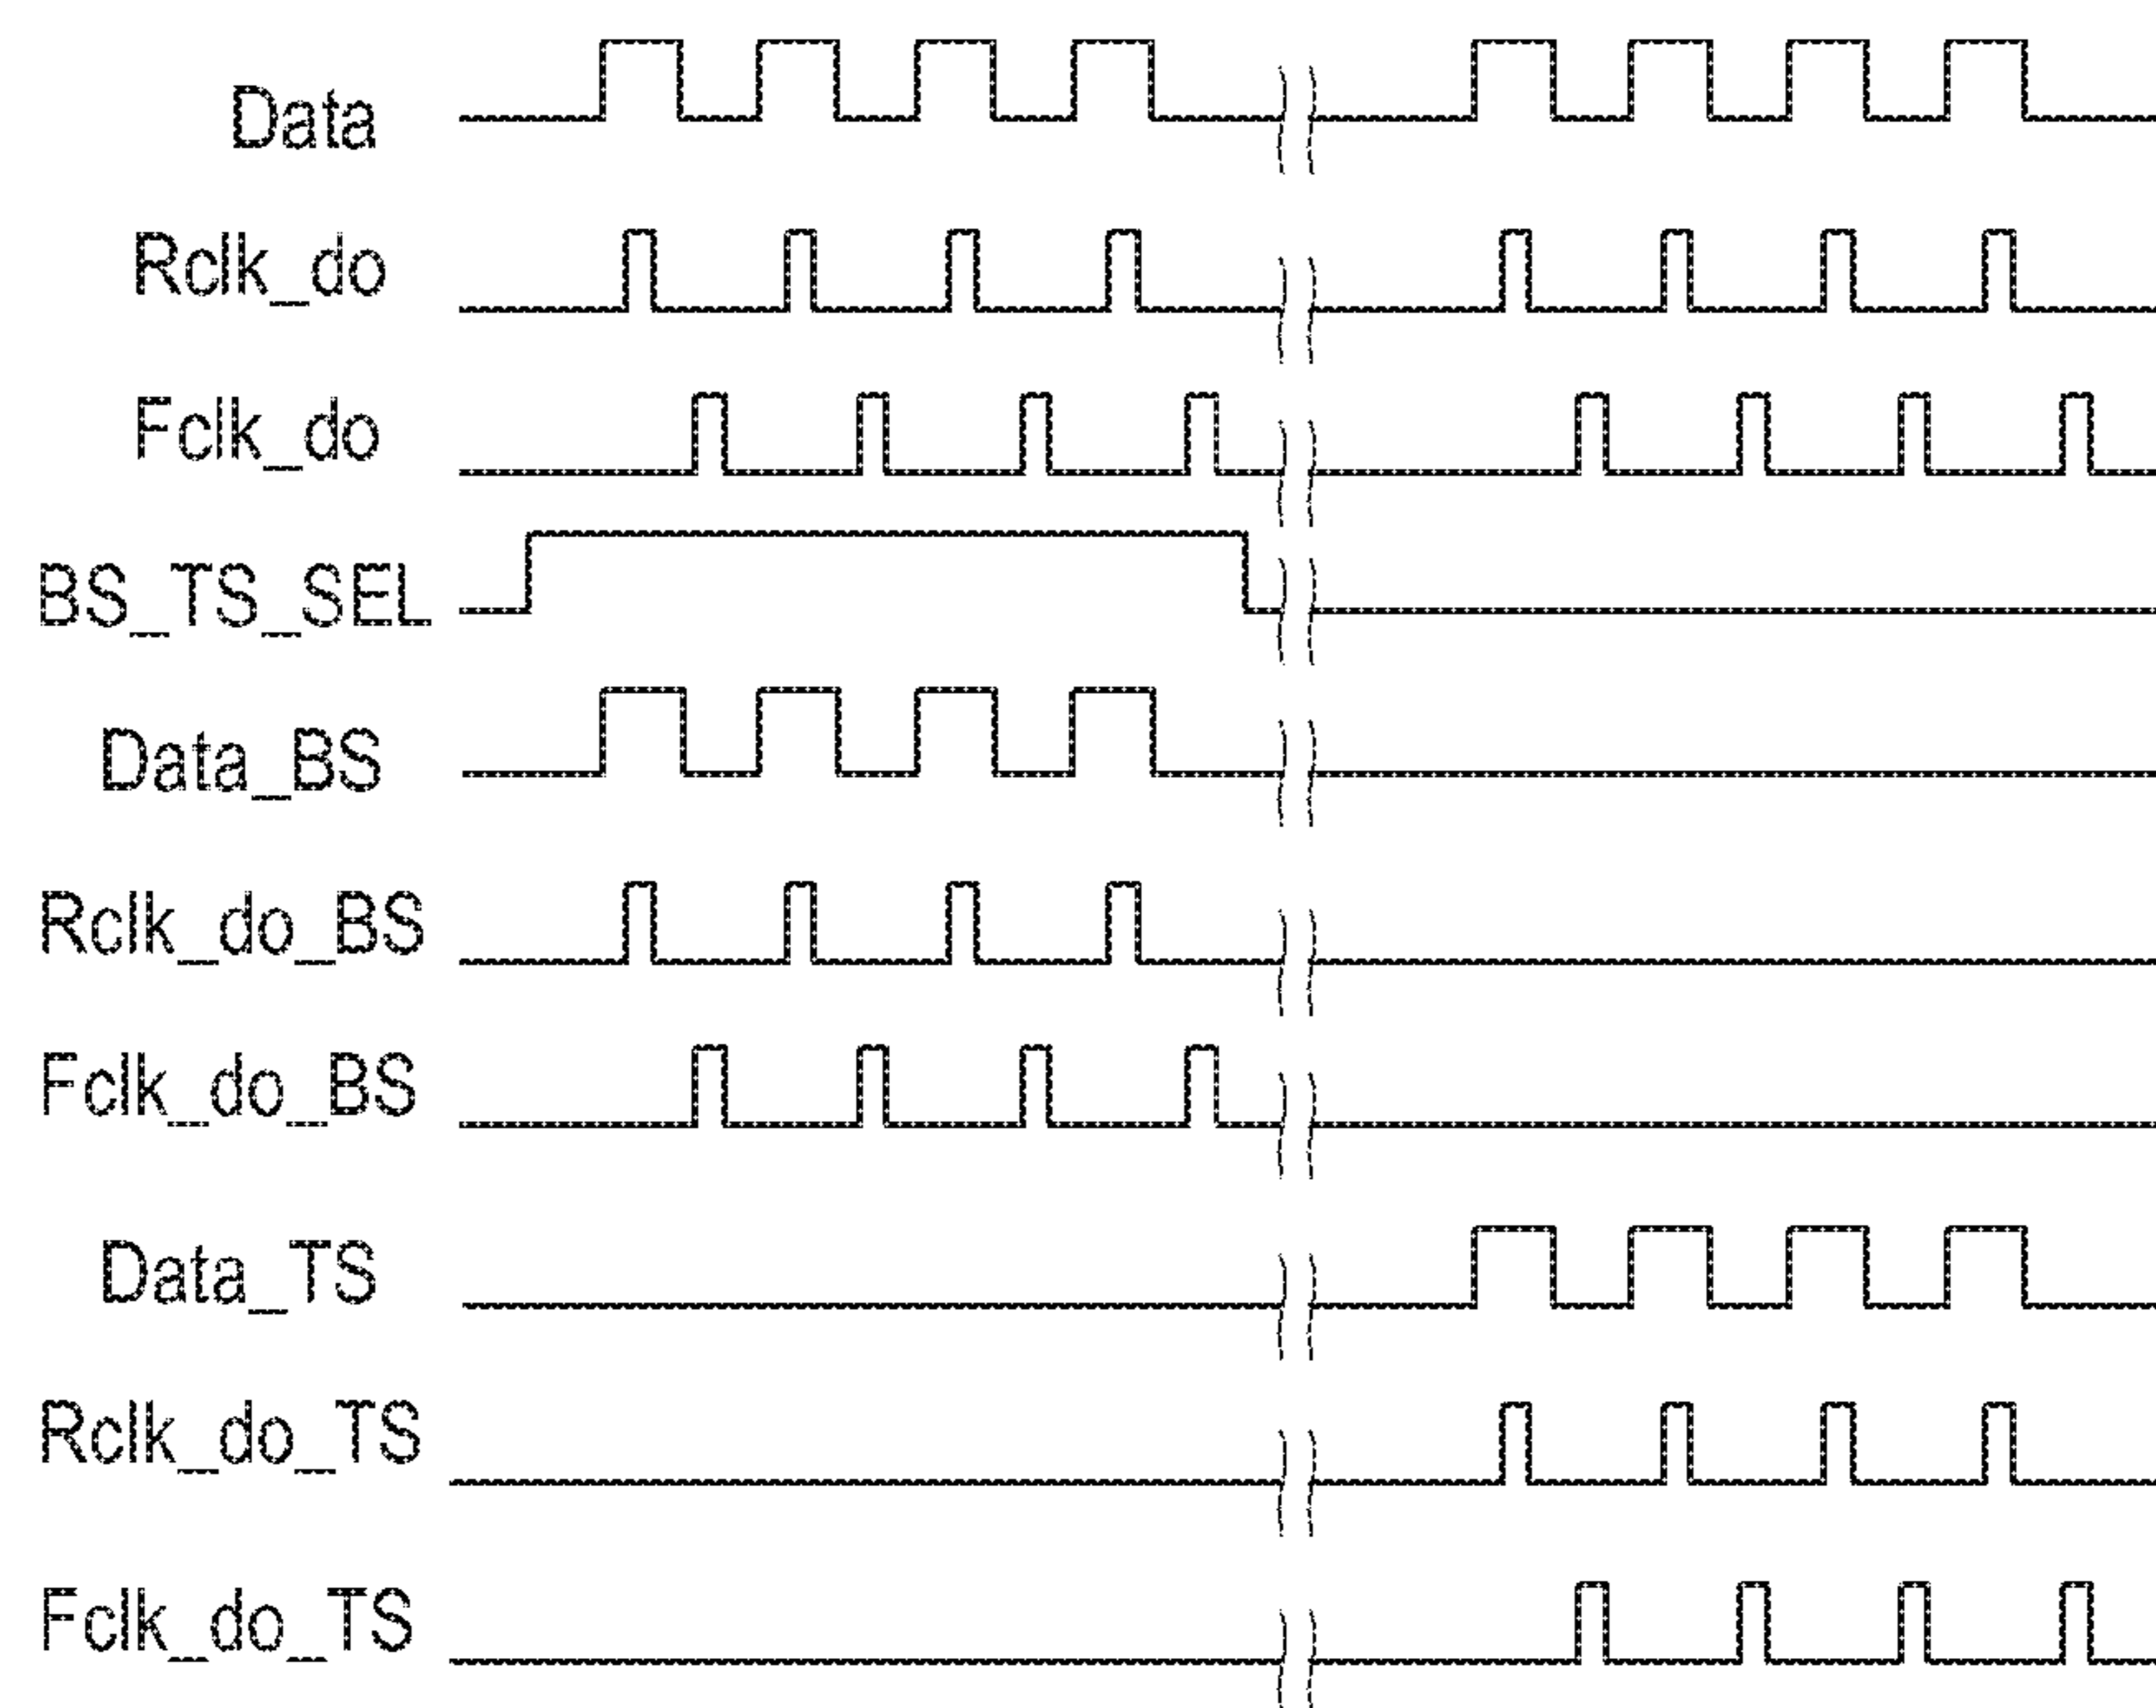 Data
Rclk_do
Fclk_do
BS_TS_SEL
Data_BS
Rclk_do_BS
Fclk_do_BS
Data_TS
Rclk_do_TS
Fclk_do_TS